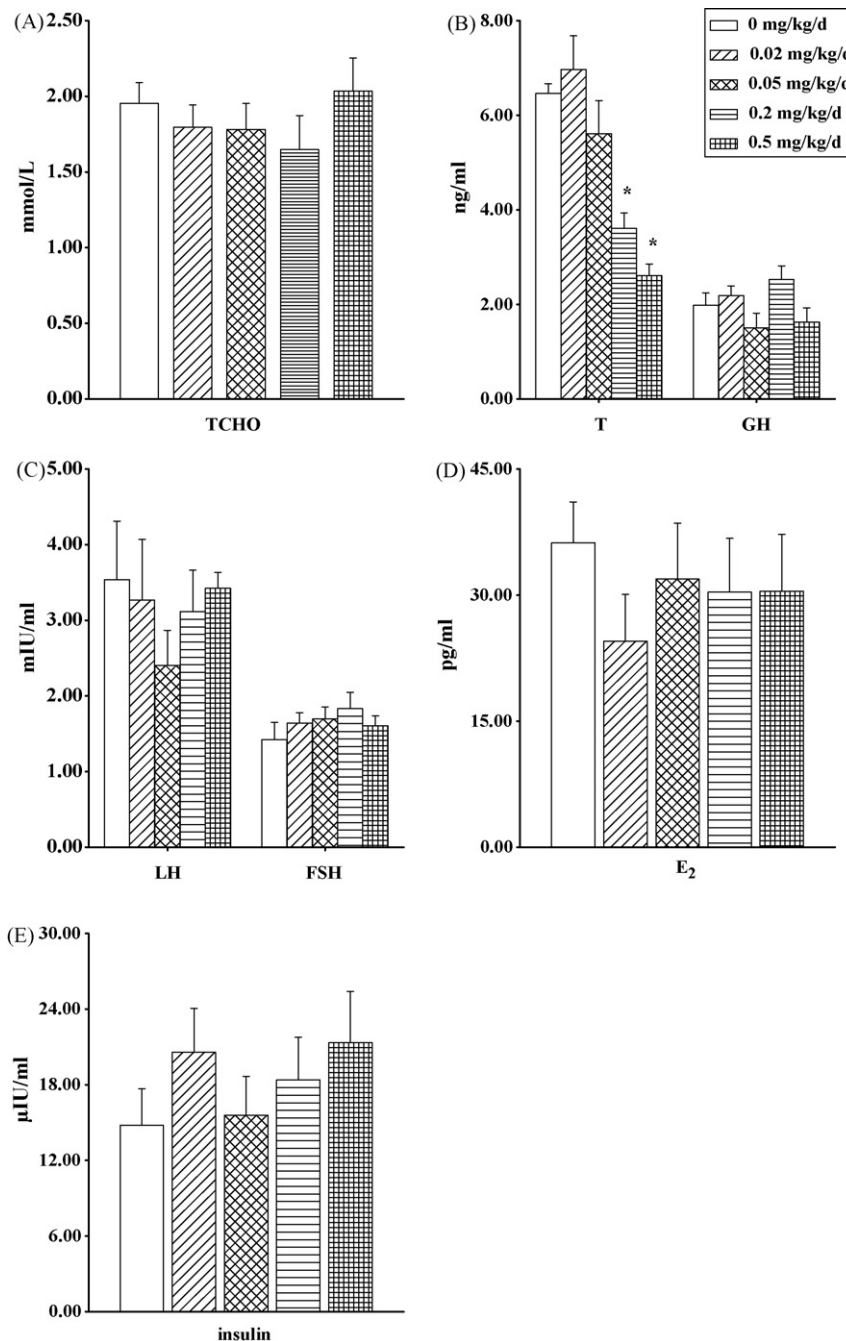 (A)
2.50
2.00
1.50
1.00
0.50
0.00
mmol/L
TCHO
(B)
8.00
6.00
4.00
2.00
0.00
ng/ml
0 mg/kg/d
0.02 mg/kg/d
0.05 mg/kg/d
0.2 mg/kg/d
0.5 mg/kg/d
*
*
T
GH
(C)
5.00
4.00
3.00
2.00
1.00
0.00
mIU/ml
LH
FSH
(D)
45.00
30.00
15.00
00.00
pg/ml
E2
(E)
30.00
24.00
18.00
12.00
6.00
0.00
µIU/ml
insulin